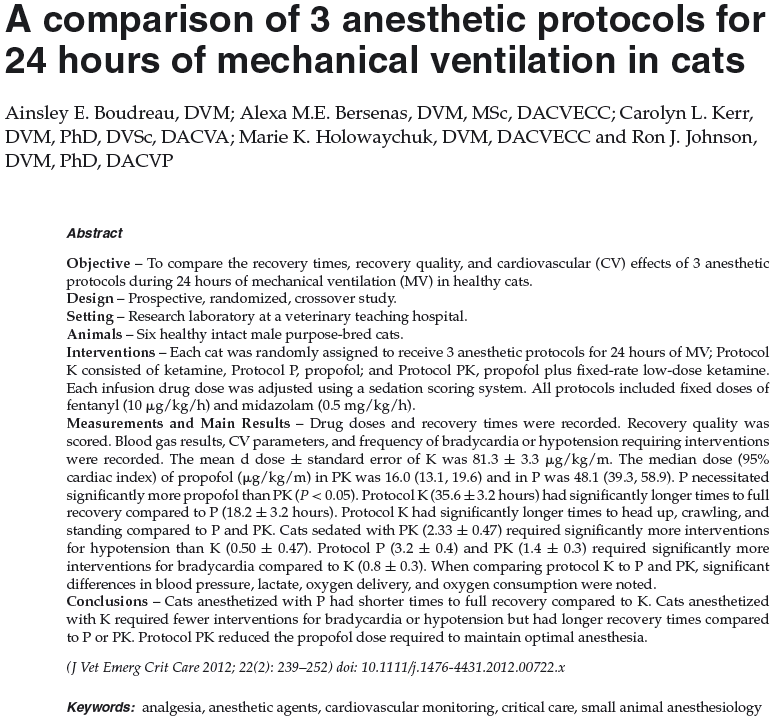 A comparison of 3 anesthetic protocols for
24 hours of mechanical ventilation in cats
Ainsley E. Boudreau, DVM; Alexa M.E. Bersenas, DVM, MSc, DACVECC; Carolyn L. Kerr,
DVM, PhD, DVSc, DACVA; Marie K. Holowaychuk, DVM, DACVECC and Ron J. Johnson,
DVM, PhD, DACVP
Abstract
Objective – To compare the recovery times, recovery quality, and cardiovascular (CV) effects of 3 anesthetic
protocols during 24 hours of mechanical ventilation (MV) in healthy cats.
Design – Prospective, randomized, crossover study.
Setting – Research laboratory at a veterinary teaching hospital.
Animals – Six healthy intact male purpose-bred cats.
Interventions – Each cat was randomly assigned to receive 3 anesthetic protocols for 24 hours of MV; Protocol
K consisted of ketamine, Protocol P, propofol; and Protocol PK, propofol plus fixed-rate low-dose ketamine.
Each infusion drug dose was adjusted using a sedation scoring system. All protocols included fixed doses of
fentanyl (10 μg/kg/h) and midazolam (0.5 mg/kg/h).
Measurements and Main Results – Drug doses and recovery times were recorded. Recovery quality was
scored. Blood gas results, CV parameters, and frequency of bradycardia or hypotension requiring interventions
were recorded. The mean d dose ± standard error of K was 81.3 ± 3.3 μg/kg/m. The median dose (95%
cardiac index) of propofol (μg/kg/m) in PK was 16.0 (13.1, 19.6) and in P was 48.1 (39.3, 58.9). P necessitated
significantly more propofol than PK (P < 0.05). Protocol K (35.6 ± 3.2 hours) had significantly longer times to full
recovery compared to P (18.2 ± 3.2 hours). Protocol K had significantly longer times to head up, crawling, and
standing compared to P and PK. Cats sedated with PK (2.33 ± 0.47) required significantly more interventions
for hypotension than K (0.50 ± 0.47). Protocol P (3.2 ± 0.4) and PK (1.4 ± 0.3) required significantly more
interventions for bradycardia compared to K (0.8 ± 0.3). When comparing protocol K to P and PK, significant
differences in blood pressure, lactate, oxygen delivery, and oxygen consumption were noted.
Conclusions – Cats anesthetized with P had shorter times to full recovery compared to K. Cats anesthetized
with K required fewer interventions for bradycardia or hypotension but had longer recovery times compared
to P or PK. Protocol PK reduced the propofol dose required to maintain optimal anesthesia.
(J Vet Emerg Crit Care 2012; 22(2): 239–252) doi: 10.1111/j.1476-4431.2012.00722.x
Keywords: analgesia, anesthetic agents, cardiovascular monitoring, critical care, small animal anesthesiology